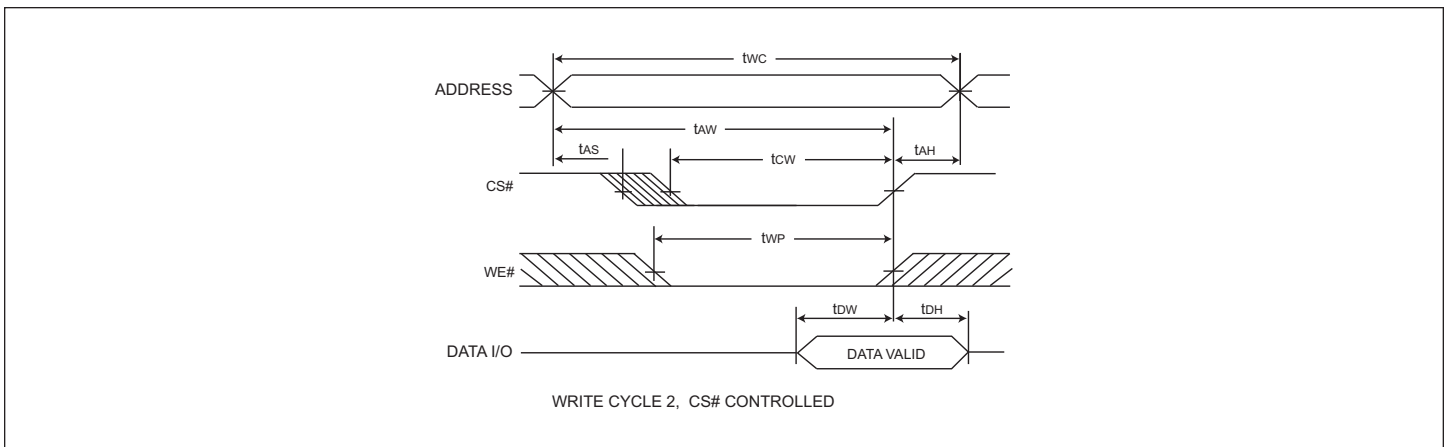 tWC
ADDRESS
tAW
tAS
tCW
tAH
CS#
tWP
WE#
tDW
tDH
DATA I/O
DATA VALID
WRITE CYCLE 2, CS# CONTROLLED